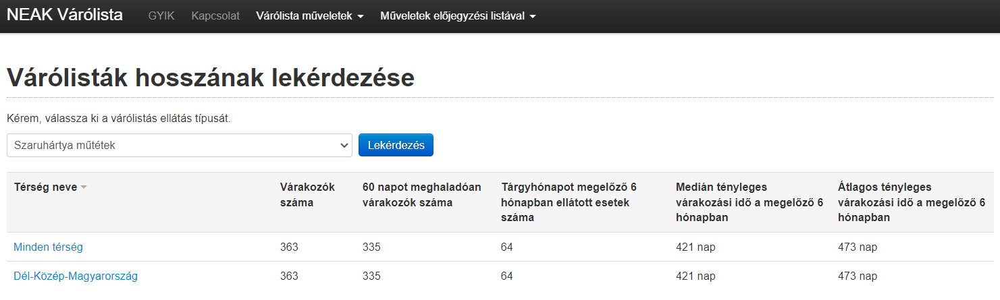 NEAK Várólista GYIK Kapcsolat Várólista műveletek Műveletek előjegyzési listával
Várólisták hosszának lekérdezése
Kérem, válassza ki a várólistás ellátás típusát.
Szaruhártya műtétek Lekérdezés
Térség neve Várakozók 60 napot meghaladóan Tárgyhónapot megelőző 6 Medián tényleges Átlagos tényleges
száma várakozók száma hónapban ellátott esetek várakozási idő a megelőző 6 várakozási idő a megelőző 6
száma hónapban hónapban
Minden térség 363 335 64 421 nap 473 nap
Dél-Közép-Magyarország 363 335 64 421 nap 473 nap